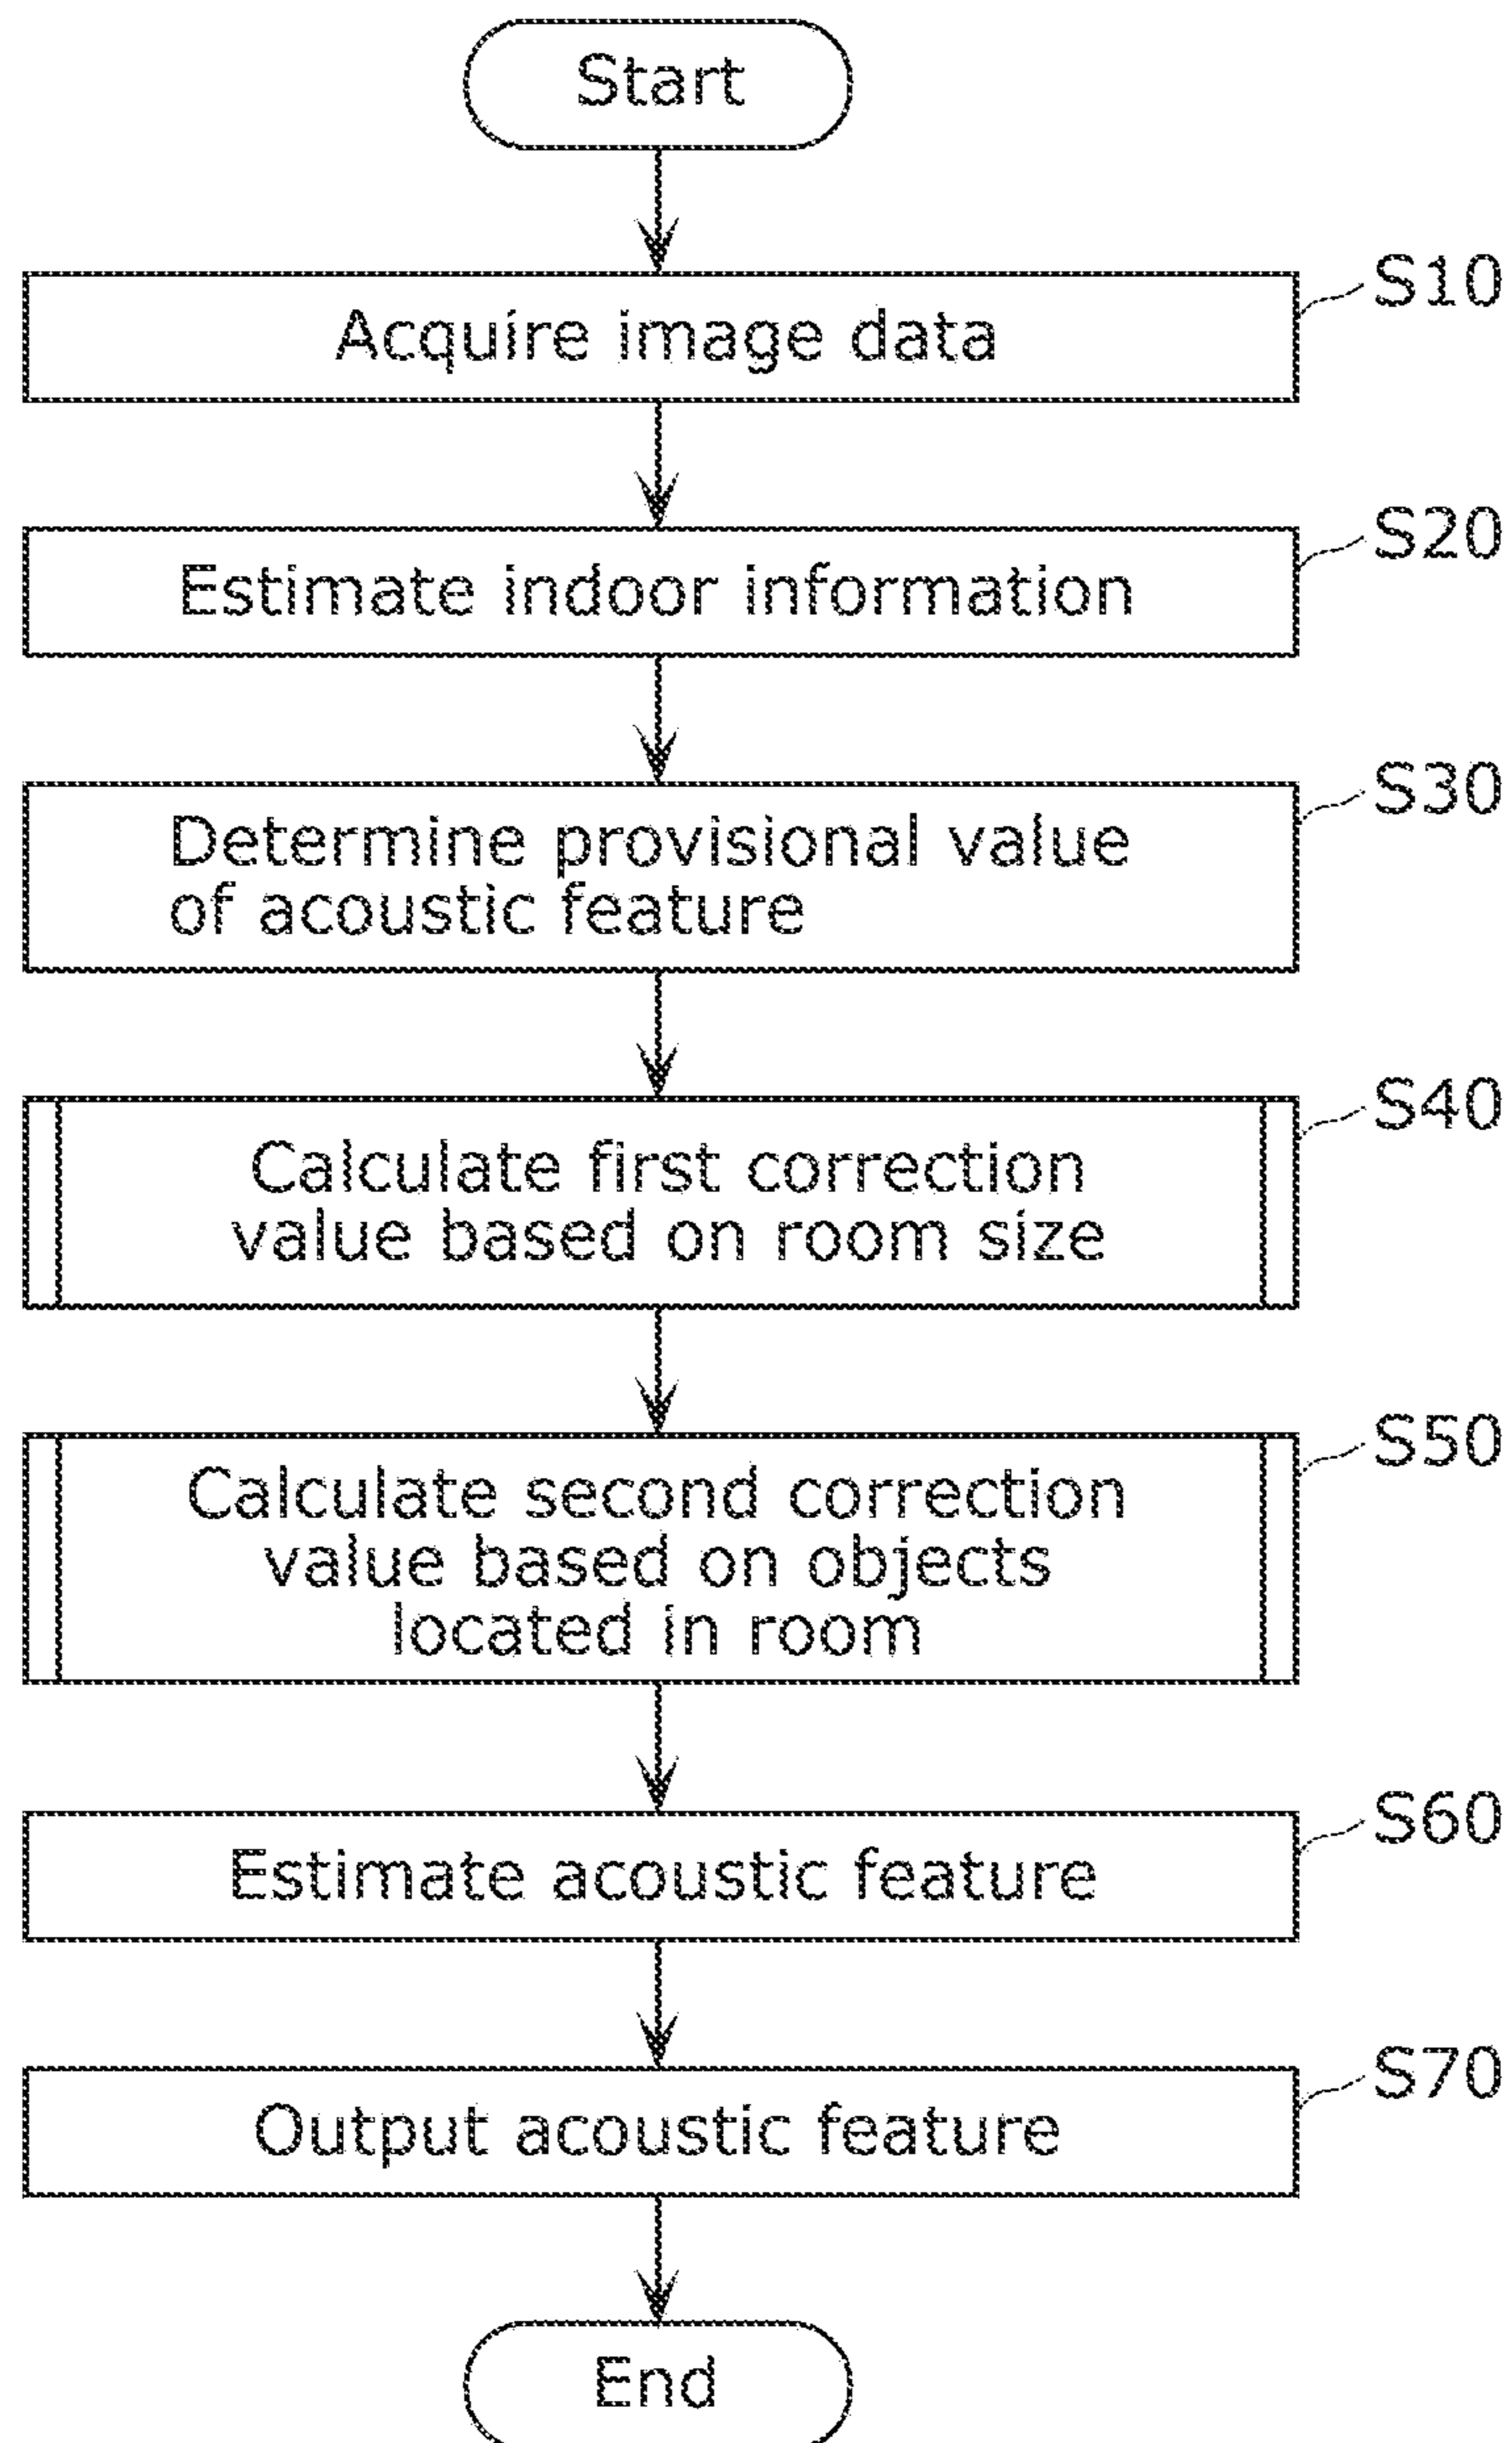 Start
S10
Acquire image data
S20
Estimate indoor information
S30
Determine provisional value
of acoustic feature
S40
Calculate first correction
value based on room size
S50
Calculate second correction
value based on objects
located in room
S60
Estimate acoustic feature
S70
Output acoustic feature
End